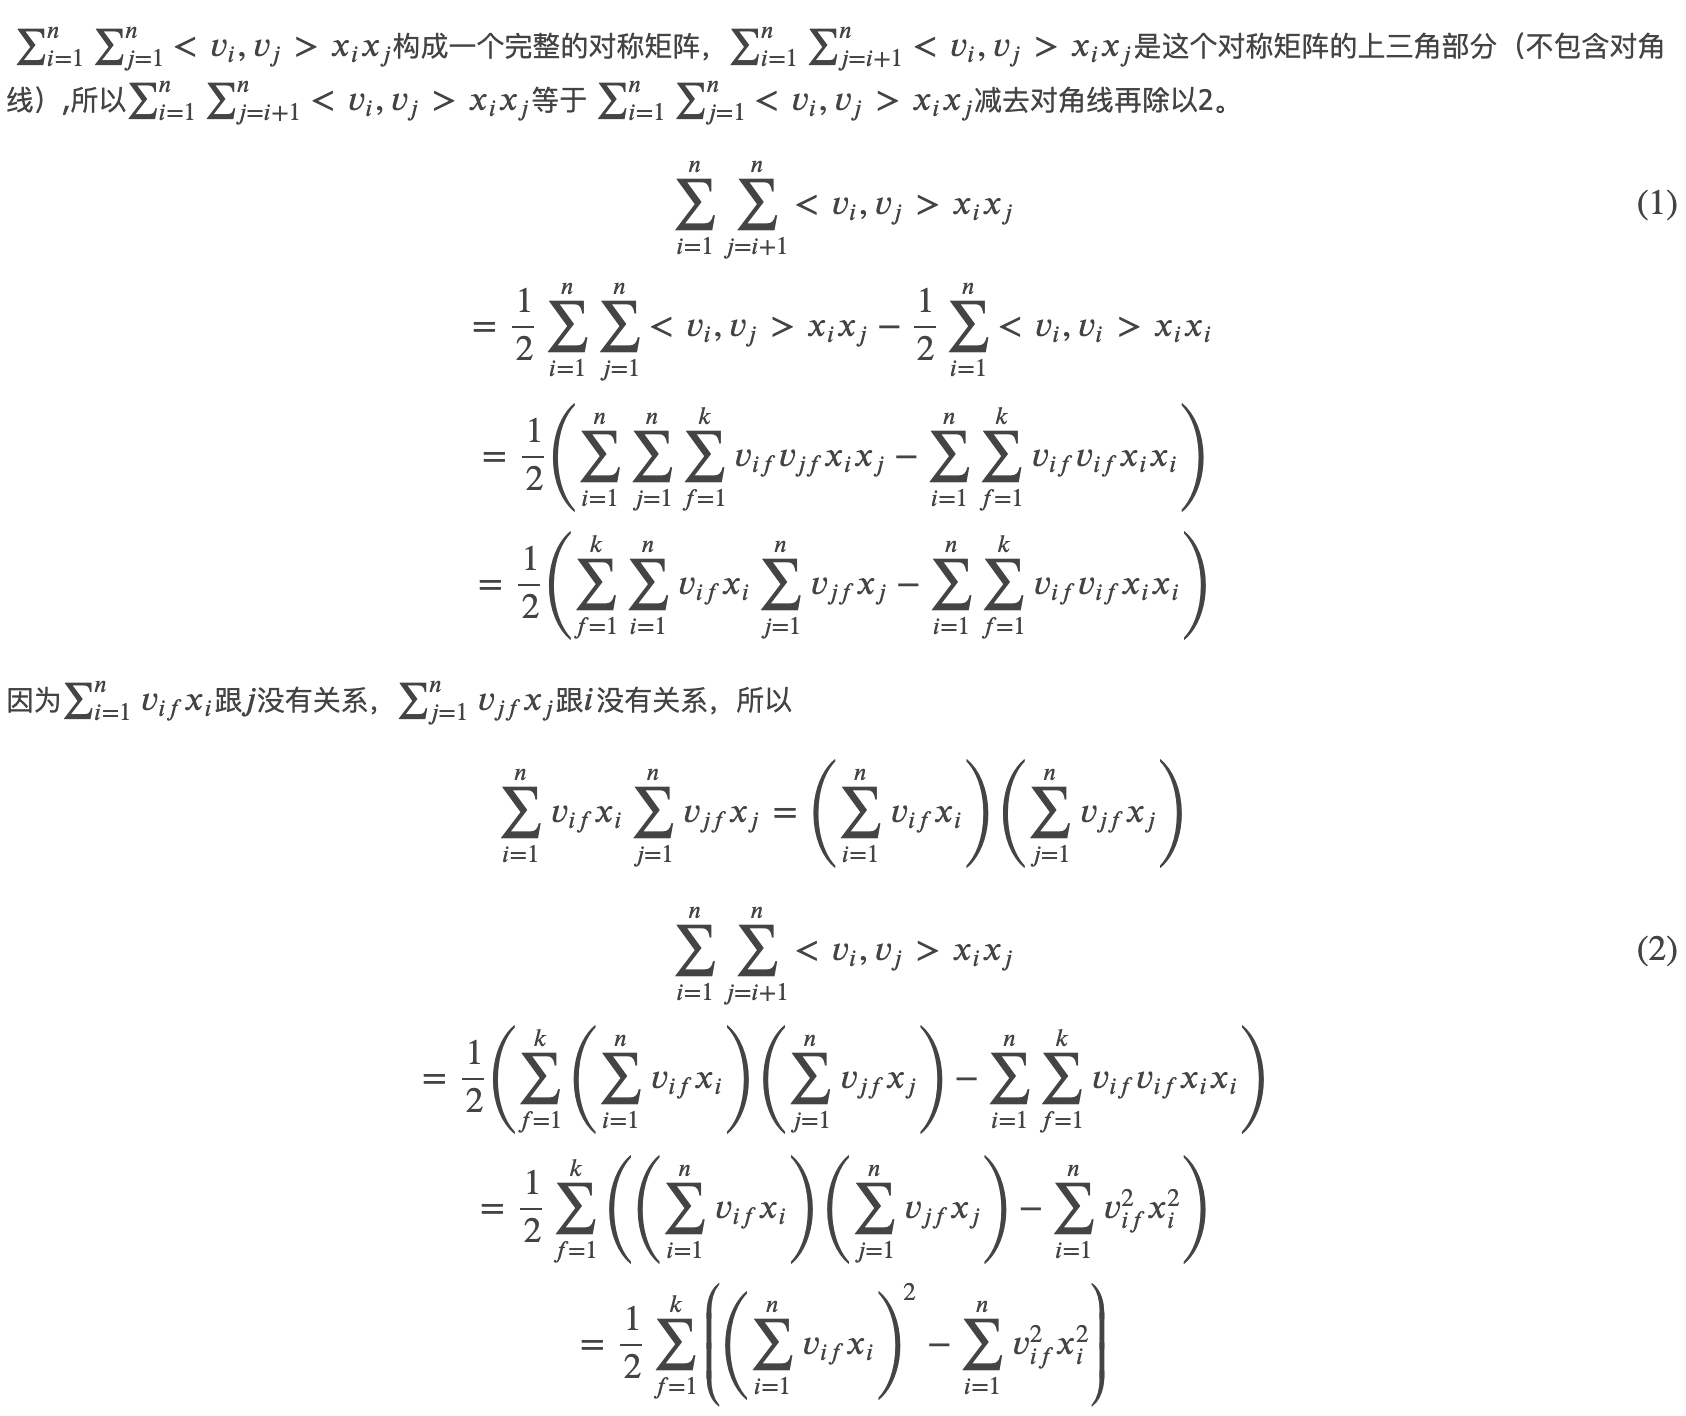 $\sum_{i=1}^{n} \sum_{j=1}^{n} < v_i, v_j > x_i x_j$构成一个完整的对称矩阵，$\sum_{i=1}^{n} \sum_{j=i+1}^{n} < v_i, v_j > x_i x_j$是这个对称矩阵的上三角部分（不包含对角
线）,所以$\sum_{i=1}^{n} \sum_{j=i+1}^{n} < v_i, v_j > x_i x_j$等于 $\sum_{i=1}^{n} \sum_{j=1}^{n} < v_i, v_j > x_i x_j$减去对角线再除以2。
$\sum_{i=1}^{n} \sum_{j=i+1}^{n} < v_i, v_j > x_i x_j$ (1)
$= \frac{1}{2} \sum_{i=1}^{n} \sum_{j=1}^{n} < v_i, v_j > x_i x_j - \frac{1}{2} \sum_{i=1}^{n} < v_i, v_i > x_i x_i$
$= \frac{1}{2} \left( \sum_{i=1}^{n} \sum_{j=1}^{n} \sum_{f=1}^{k} v_{if} v_{jf} x_i x_j - \sum_{i=1}^{n} \sum_{f=1}^{k} v_{if} v_{if} x_i x_i \right)$
$= \frac{1}{2} \left( \sum_{f=1}^{k} \sum_{i=1}^{n} v_{if} x_i \sum_{j=1}^{n} v_{jf} x_j - \sum_{i=1}^{n} \sum_{f=1}^{k} v_{if} v_{if} x_i x_i \right)$
因为$\sum_{i=1}^{n} v_{if} x_i$跟$j$没有关系，$\sum_{j=1}^{n} v_{jf} x_j$跟$i$没有关系，所以
$\sum_{i=1}^{n} v_{if} x_i \sum_{j=1}^{n} v_{jf} x_j = \left( \sum_{i=1}^{n} v_{if} x_i \right) \left( \sum_{j=1}^{n} v_{jf} x_j \right)$
$\sum_{i=1}^{n} \sum_{j=i+1}^{n} < v_i, v_j > x_i x_j$ (2)
$= \frac{1}{2} \left( \sum_{f=1}^{k} \left( \sum_{i=1}^{n} v_{if} x_i \right) \left( \sum_{j=1}^{n} v_{jf} x_j \right) - \sum_{i=1}^{n} \sum_{f=1}^{k} v_{if} v_{if} x_i x_i \right)$
$= \frac{1}{2} \sum_{f=1}^{k} \left( \left( \sum_{i=1}^{n} v_{if} x_i \right) \left( \sum_{j=1}^{n} v_{jf} x_j \right) - \sum_{i=1}^{n} v_{if}^2 x_i^2 \right)$
$= \frac{1}{2} \sum_{f=1}^{k} \left( \left( \sum_{i=1}^{n} v_{if} x_i \right)^2 - \sum_{i=1}^{n} v_{if}^2 x_i^2 \right)$